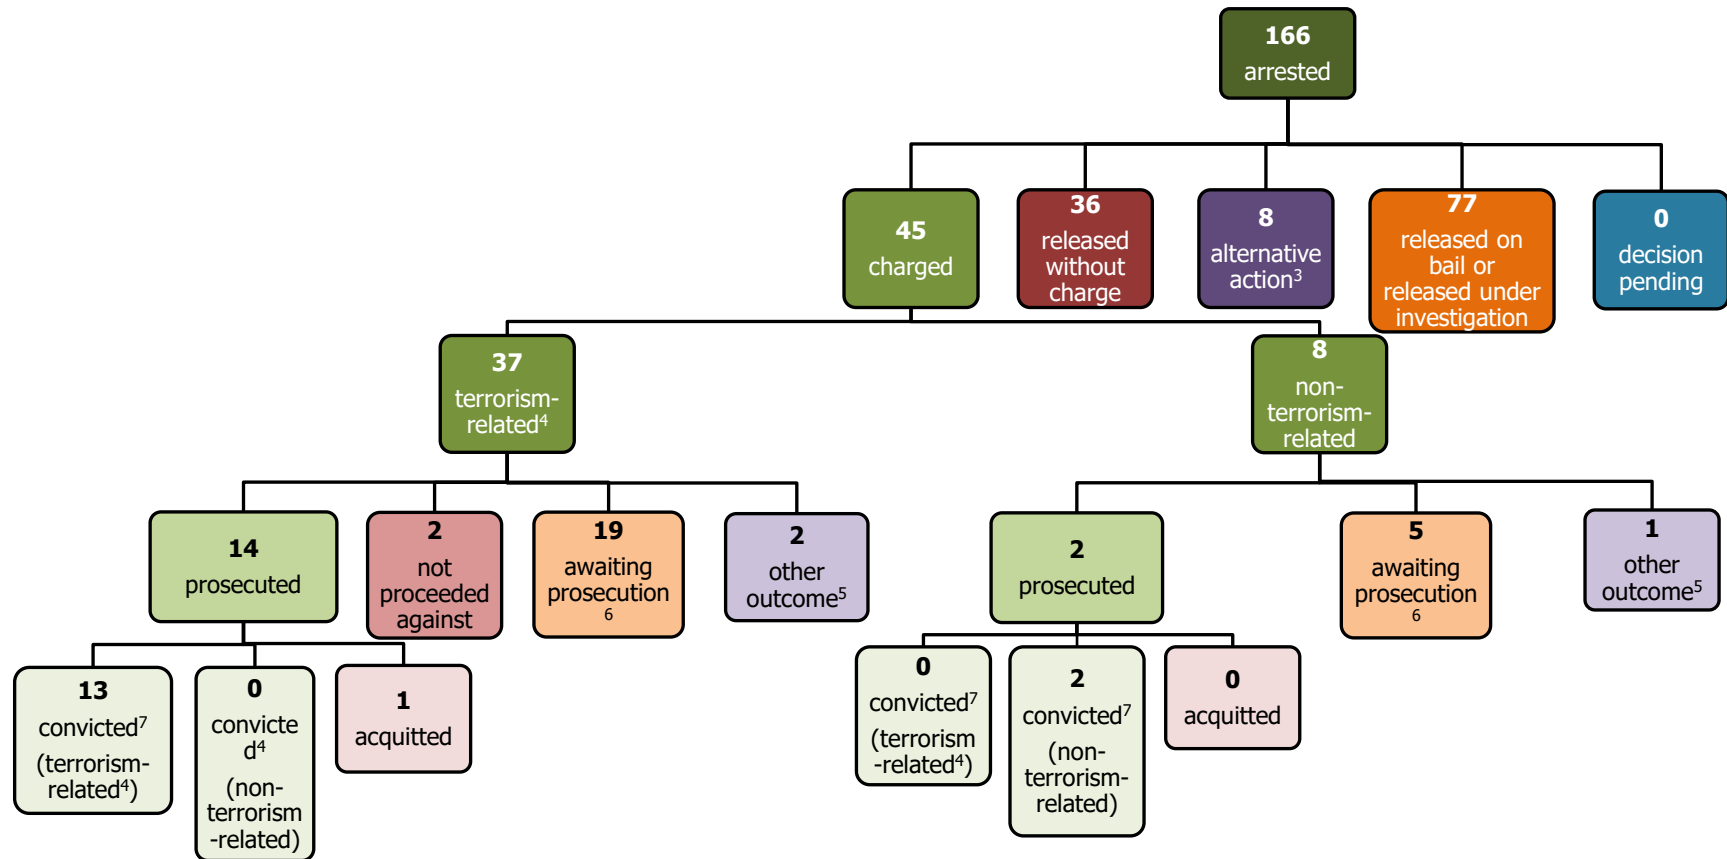 166
arrested
45
charged
36
released
without
charge
8
alternative
action³
77
released on
bail or
released under
investigation
0
decision
pending
37
terrorism-
related⁴
8
non-
terrorism-
related
14
prosecuted
2
not
proceeded
against
19
awaiting
prosecution
6
2
other
outcome⁵
2
prosecuted
5
awaiting
prosecution
6
1
other
outcome⁵
13
convicted⁷
(terrorism-
related⁴)
0
convicte
d⁴
(non-
terrorism
-related)
1
acquitted
0
convicted⁷
(terrorism
-related⁴)
2
convicted⁷
(non-
terrorism-
related)
0
acquitted